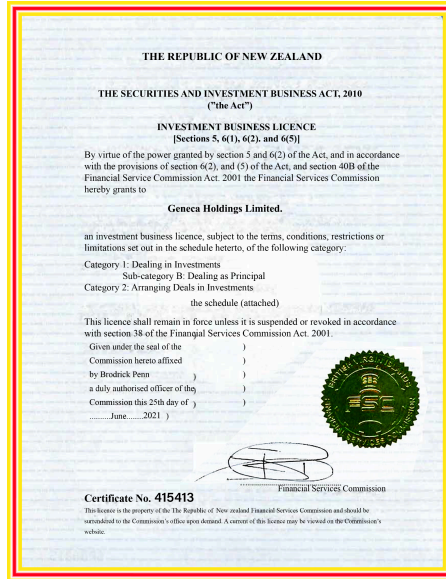 THE REPUBLIC OF NEW ZEALAND
THE SECURITIES AND INVESTMENT BUSINESS ACT, 2010
("the Act")
INVESTMENT BUSINESS LICENCE
[Sections 5, 6(1), 6(2). and 6(5)]
By virtue of the power granted by section 5 and 6(2) of the Act, and in accordance
with the provisions of section 6(2), and (5) of the Act, and section 40B of the
Financial Service Commission Act. 2001 the Financial Services Commission
hereby grants to
Geneca Holdings Limited.
an investment business licence, subject to the terms, conditions, restrictions or
limitations set out in the schedule heterto, of the following category:
Category 1: Dealing in Investments
Sub-category B: Dealing as Principal
Category 2: Arranging Deals in Investments
the schedule (attached)
This licence shall remain in force unless it is suspended or revoked in accordance
with section 38 of the Finanqial Services Commission Act. 2001.
Given under the seal of the )
Commission hereto affixed )
by Brodrick Penn ) )
a duly authorised officer of the) )
Commission this 25th day of ) )
..........June........2021 )
FSC
Financial Services Commission
Certificate No. 415413
This licence is the property of the The Republic of New zealand Financial Services Commission and should be
surrendered to the Commission's office upon demand. A current of this licence may be viewed on the Commission's
website.